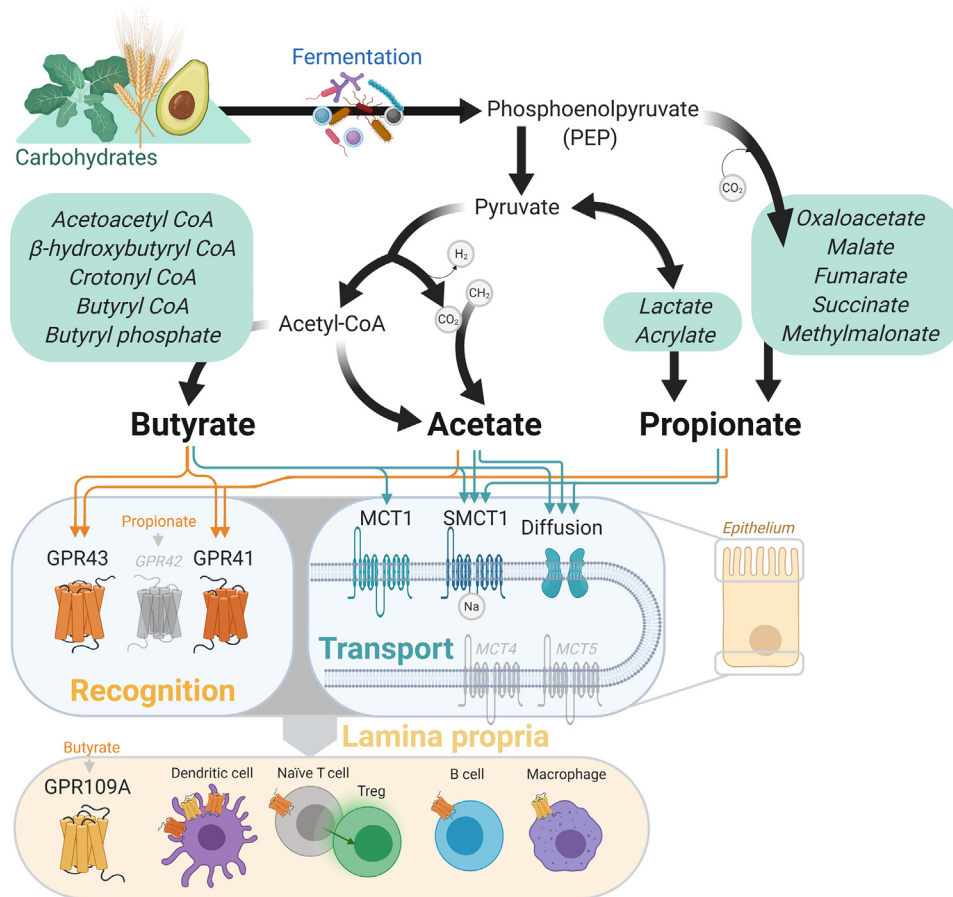 Fermentation
Carbohydrates
Phosphoenolpyruvate
(PEP)
CO₂
Pyruvate
Acetoacetyl CoA
β-hydroxybutyryl CoA
Crotonyl CoA
Butyryl CoA
Butyryl phosphate
H₂
CH₂
CO₂
Acetyl-CoA
Lactate
Acrylate
Oxaloacetate
Malate
Fumarate
Succinate
Methylmalonate
Butyrate
Acetate
Propionate
Propionate
GPR43
GPR42
GPR41
Recognition
MCT1
SMCT1
Diffusion
Na
Transport
MCT4
MCT5
Epithelium
Lamina propria
Butyrate
GPR109A
Dendritic cell
Naïve T cell
Treg
B cell
Macrophage